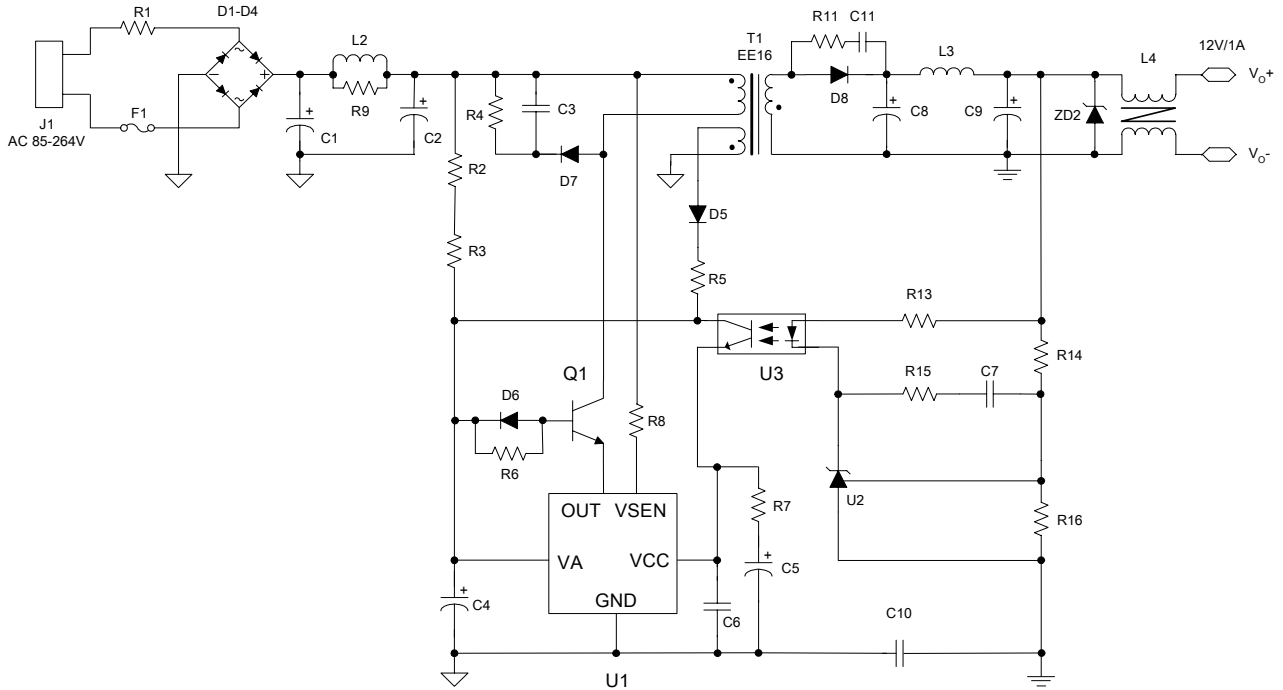 R1
D1-D4
L2
T1
EE16
R11
C11
L3
L4
12V/1A
V_O+
D8
R9
R4
C3
J1
AC 85-264V
F1
C1
+
C2
+
C8
+
C9
+
ZD2
V_O-
R2
D7
D5
R3
R5
R13
U3
R14
R15
C7
Q1
D6
R6
R8
U2
OUT
VSEN
R7
R16
VA
VCC
C5
+
C4
+
GND
C6
C10
U1
~
~
−
+